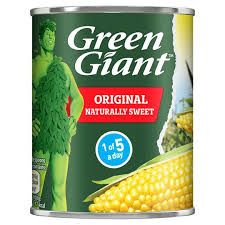 Green
Giant
ORIGINAL
NATURALLY SWEET
1 of 5
a day